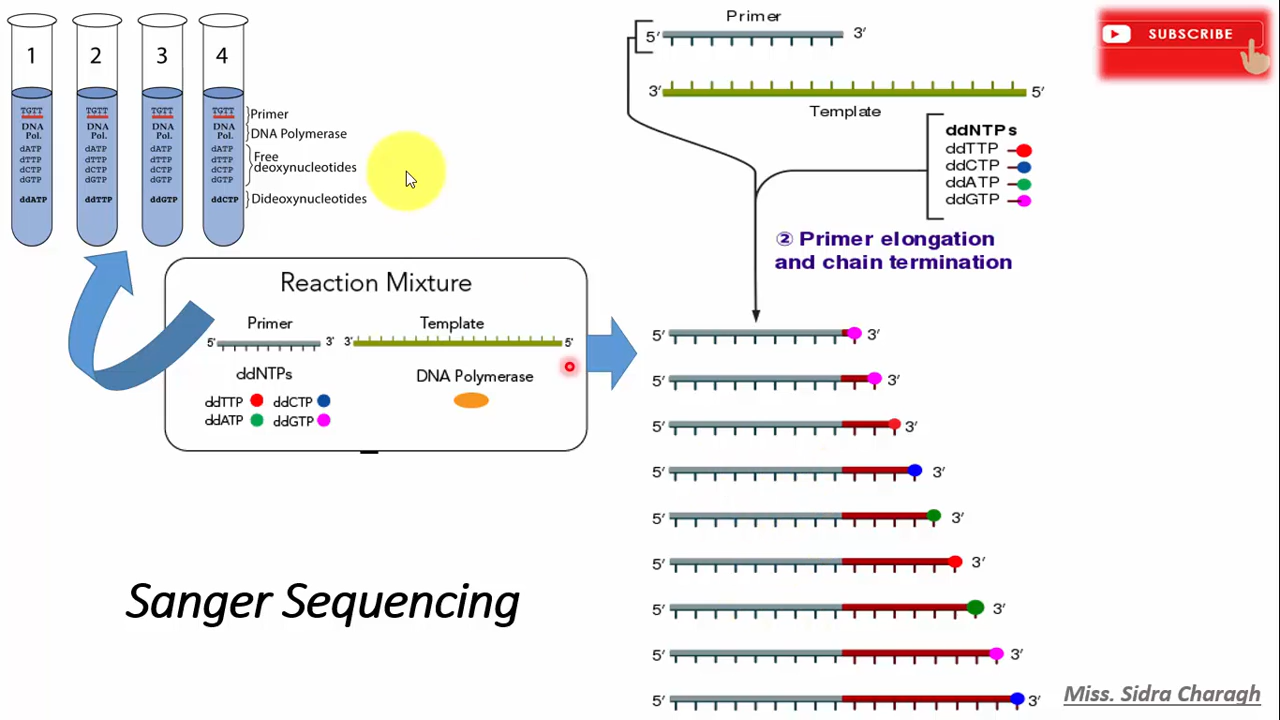 1 2 3 4
TGTT TGTT TGTT TGTT
DNA DNA DNA DNA
Pol. Pol. Pol. Pol.
dATP dATP dATP dATP
dTTP dTTP dTTP dTTP
dCTP dCTP dCTP dCTP
dGTP dGTP dGTP dGTP
ddATP ddTTP ddGTP ddCTP
Primer
DNA Polymerase
Free
deoxynucleotides
Dideoxynucleotides
Primer
5′ 3′
3′ 5′
Template
ddNTPs
ddTTP
ddCTP
ddATP
ddGTP
SUBSCRIBE
② Primer elongation
and chain termination
Reaction Mixture
Primer Template
5′ 3′ 3′ 5′
ddNTPs DNA Polymerase
ddTTP ddCTP
ddATP ddGTP
5′ 3′
5′ 3′
5′ 3′
5′ 3′
5′ 3′
5′ 3′
5′ 3′
5′ 3′
5′ 3′
Sanger Sequencing
Miss. Sidra Charagh